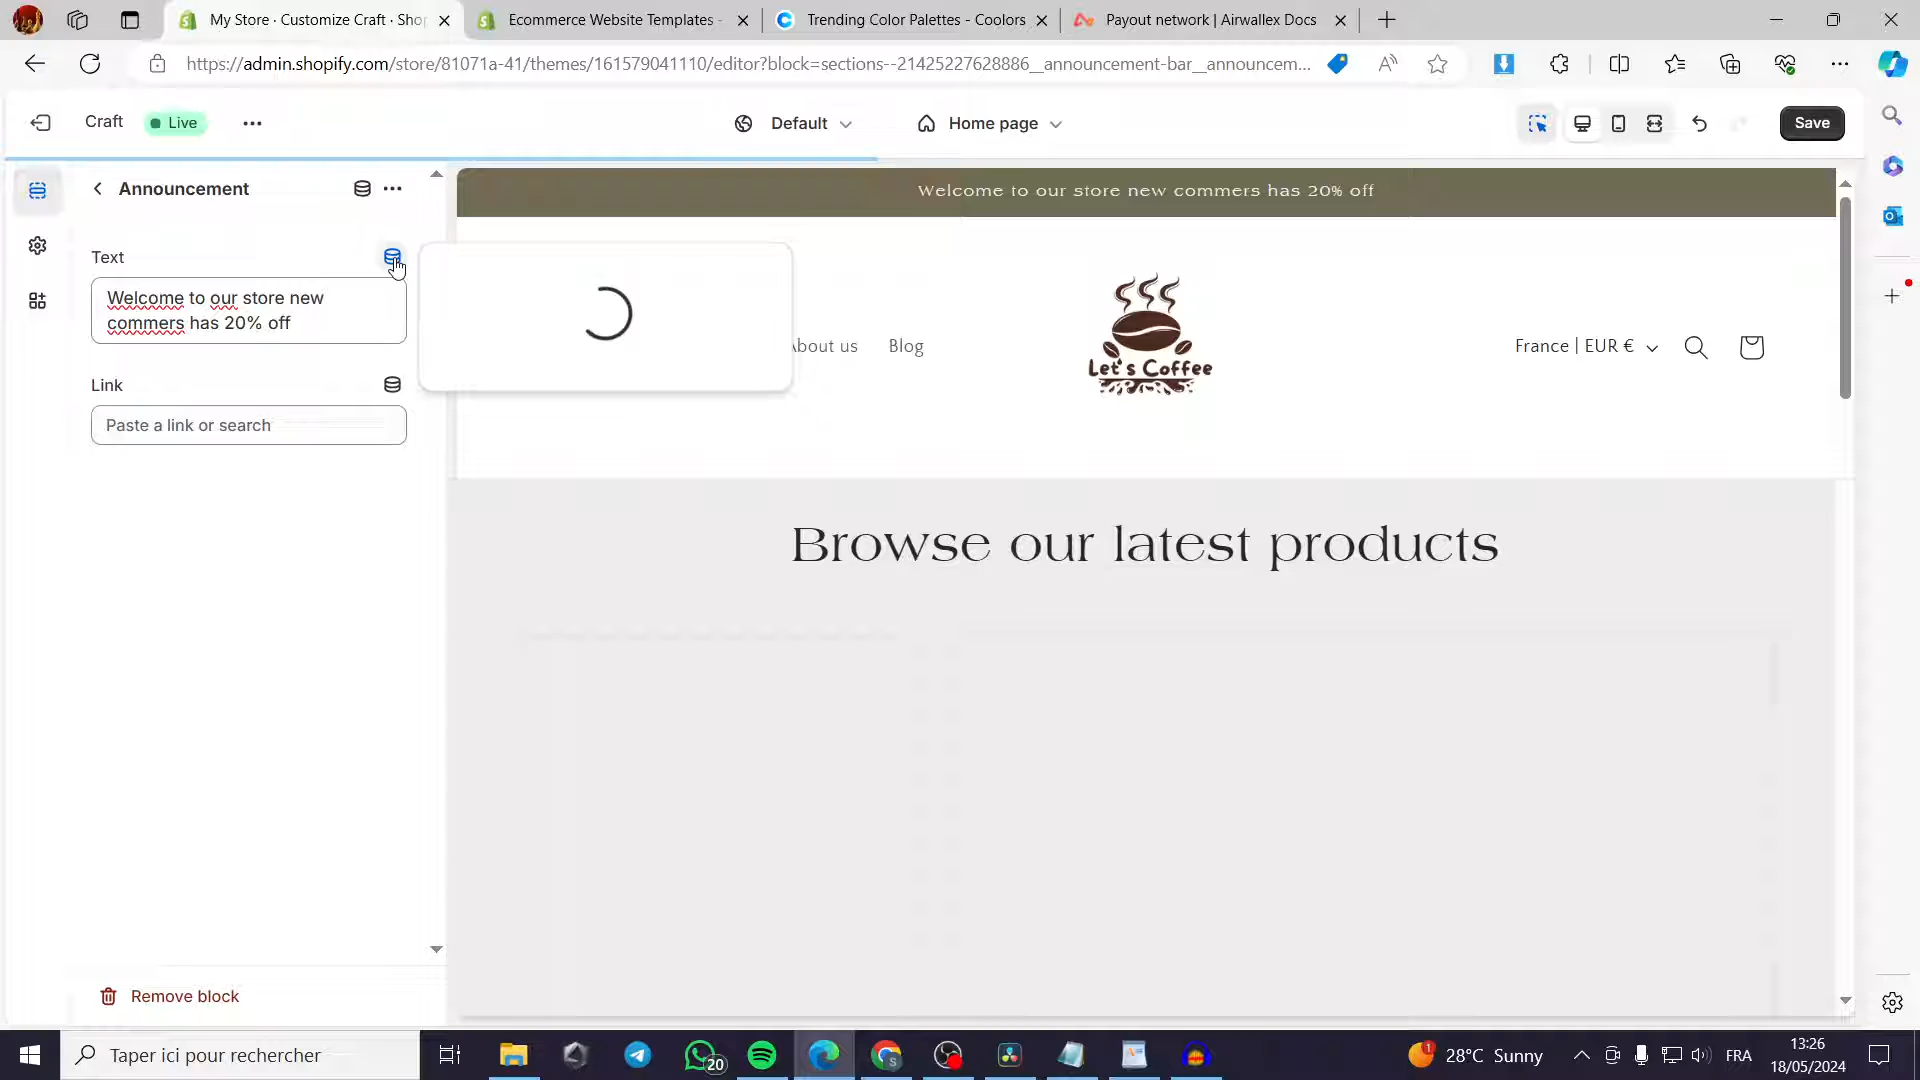 My Store · Customize Craft · Sho
Ecommerce Website Templates -
Trending Color Palettes - Coolors
Payout network | Airwallex Docs
https://admin.shopify.com/store/81071a-41/themes/161579041110/editor?block=sections--21425227628886__announcement-bar__announcem...
Craft
Live
Default
Home page
Save
Announcement
Text
Welcome to our store new
commers has 20% off
Link
Paste a link or search
Remove block
Welcome to our store new commers has 20% off
About us
Blog
Let's Coffee
France | EUR €
Browse our latest products
Taper ici pour rechercher
20
1
28°C Sunny
FRA
13:26
18/05/2024